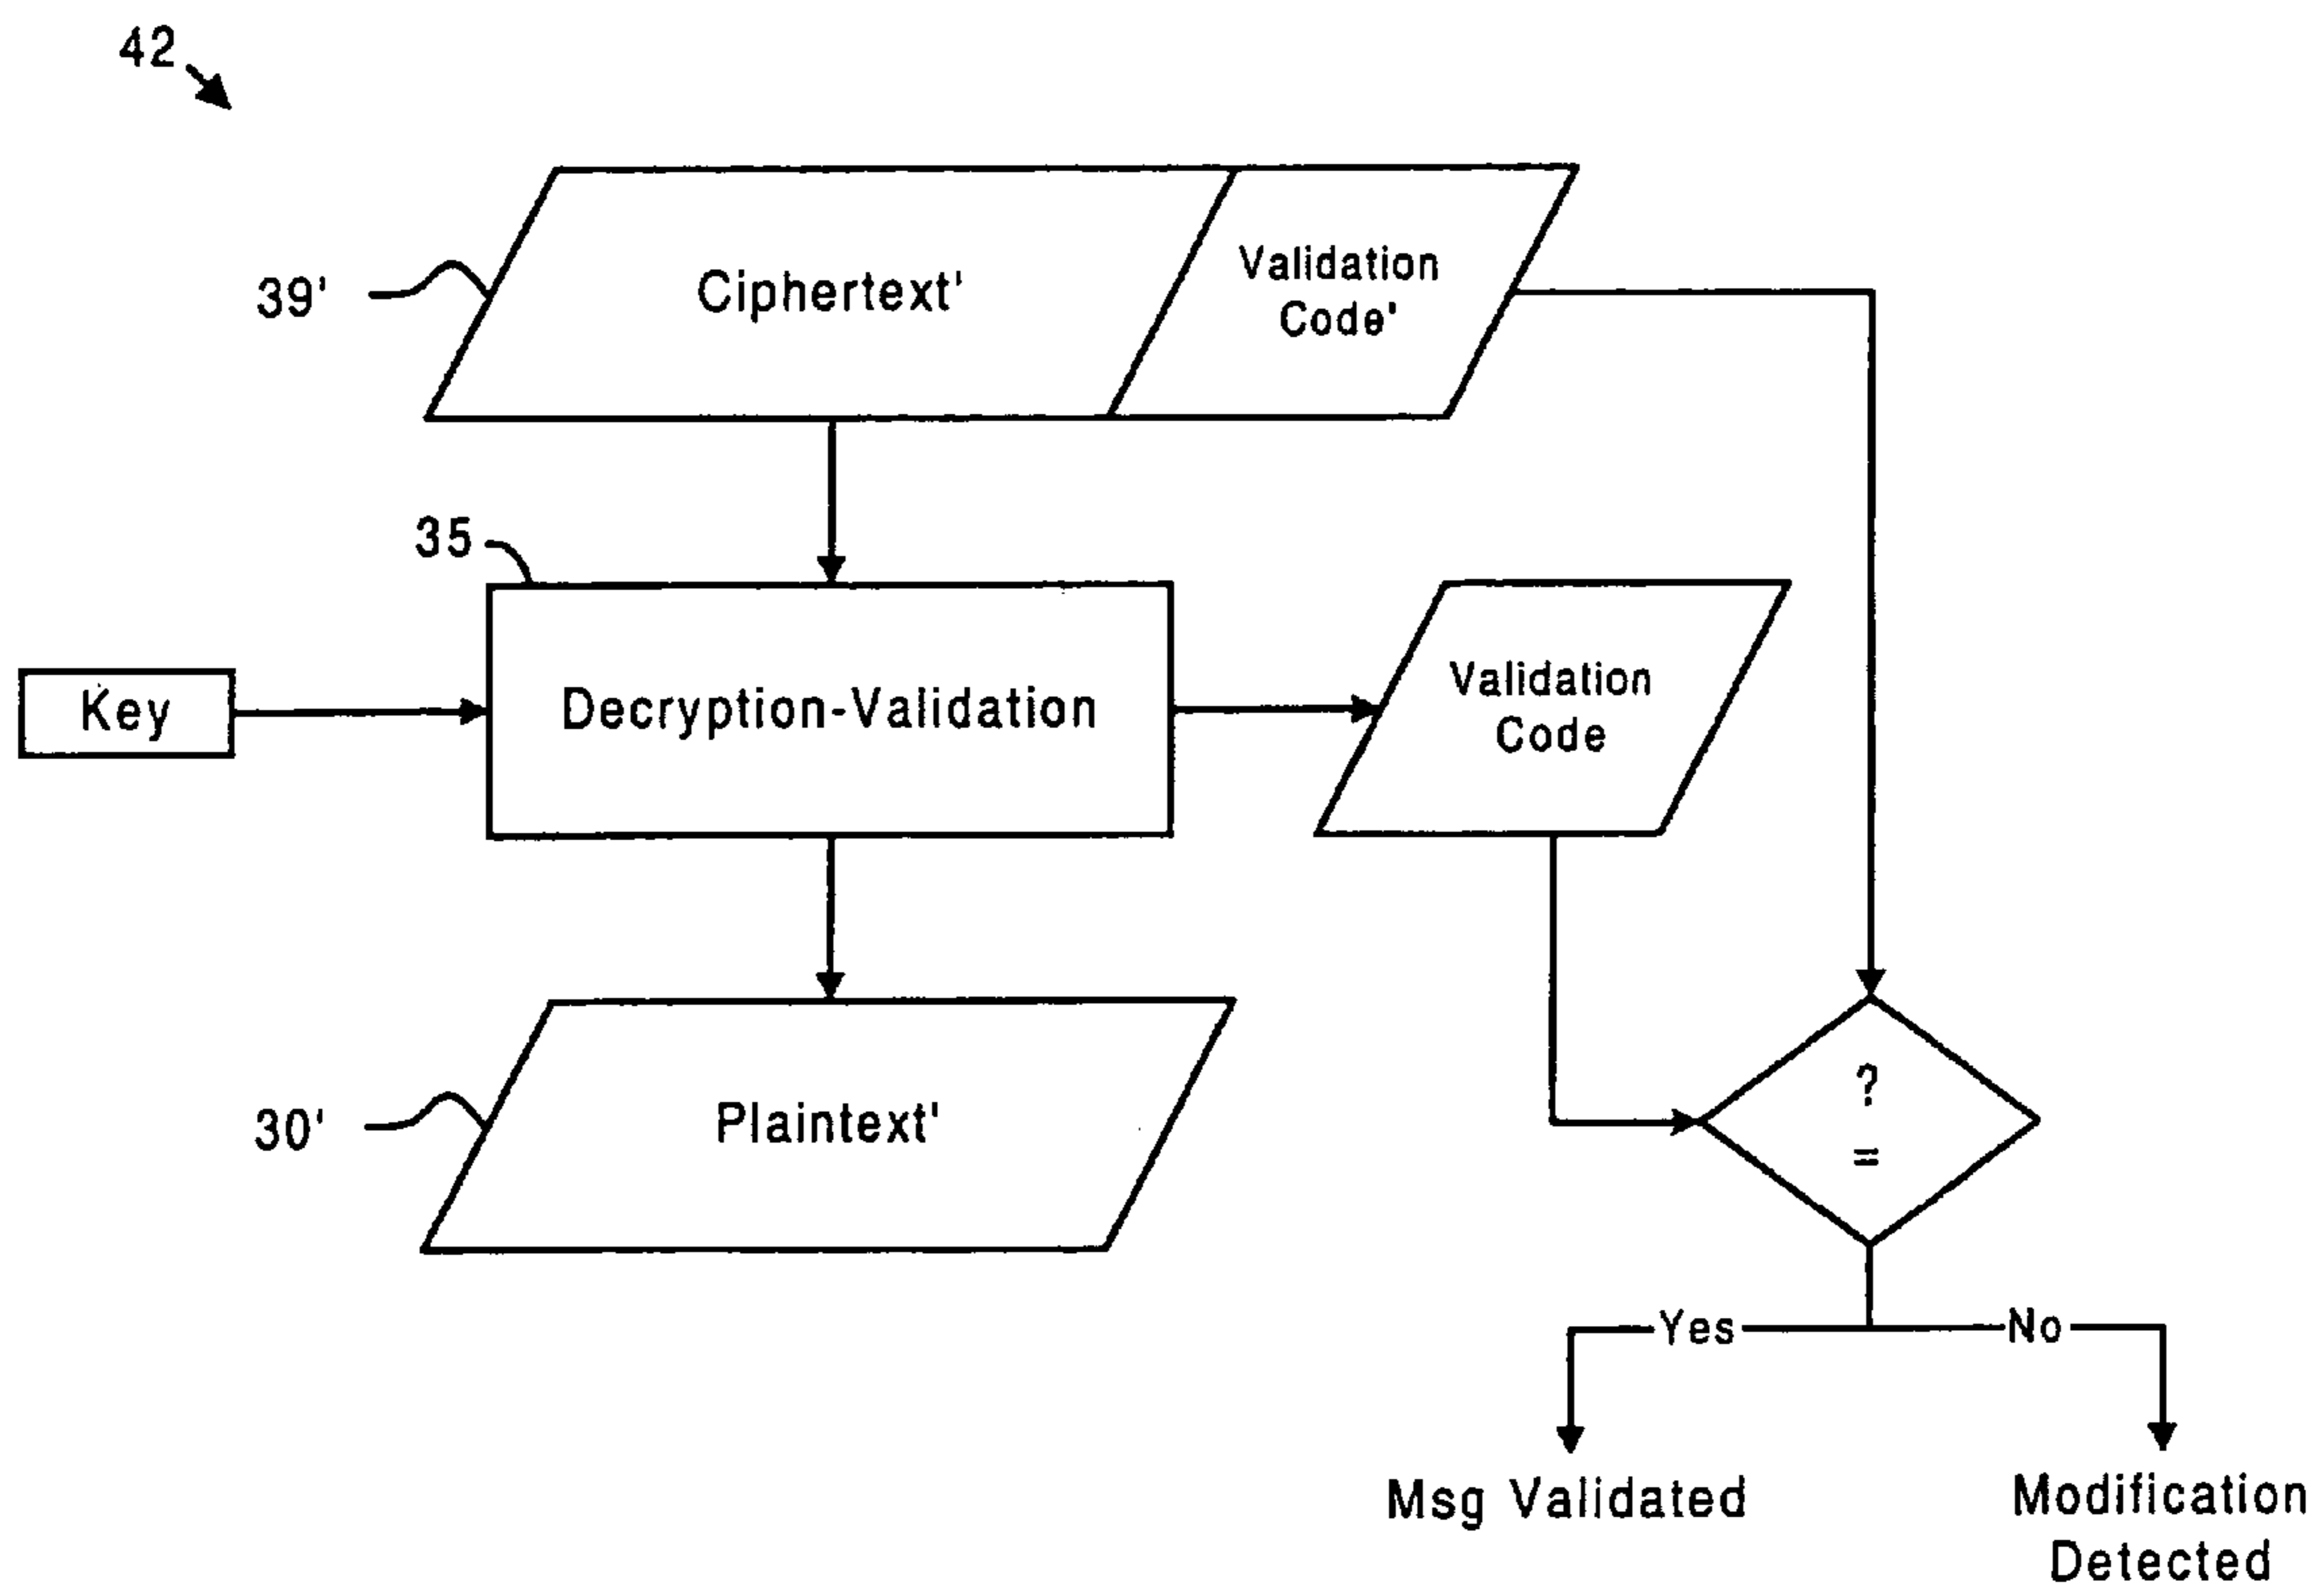 42
39'
Ciphertext'
Validation
Code'
35
Key
Decryption-Validation
Validation
Code
30'
Plaintext'
?
=
Yes
No
Msg Validated
Modification
Detected